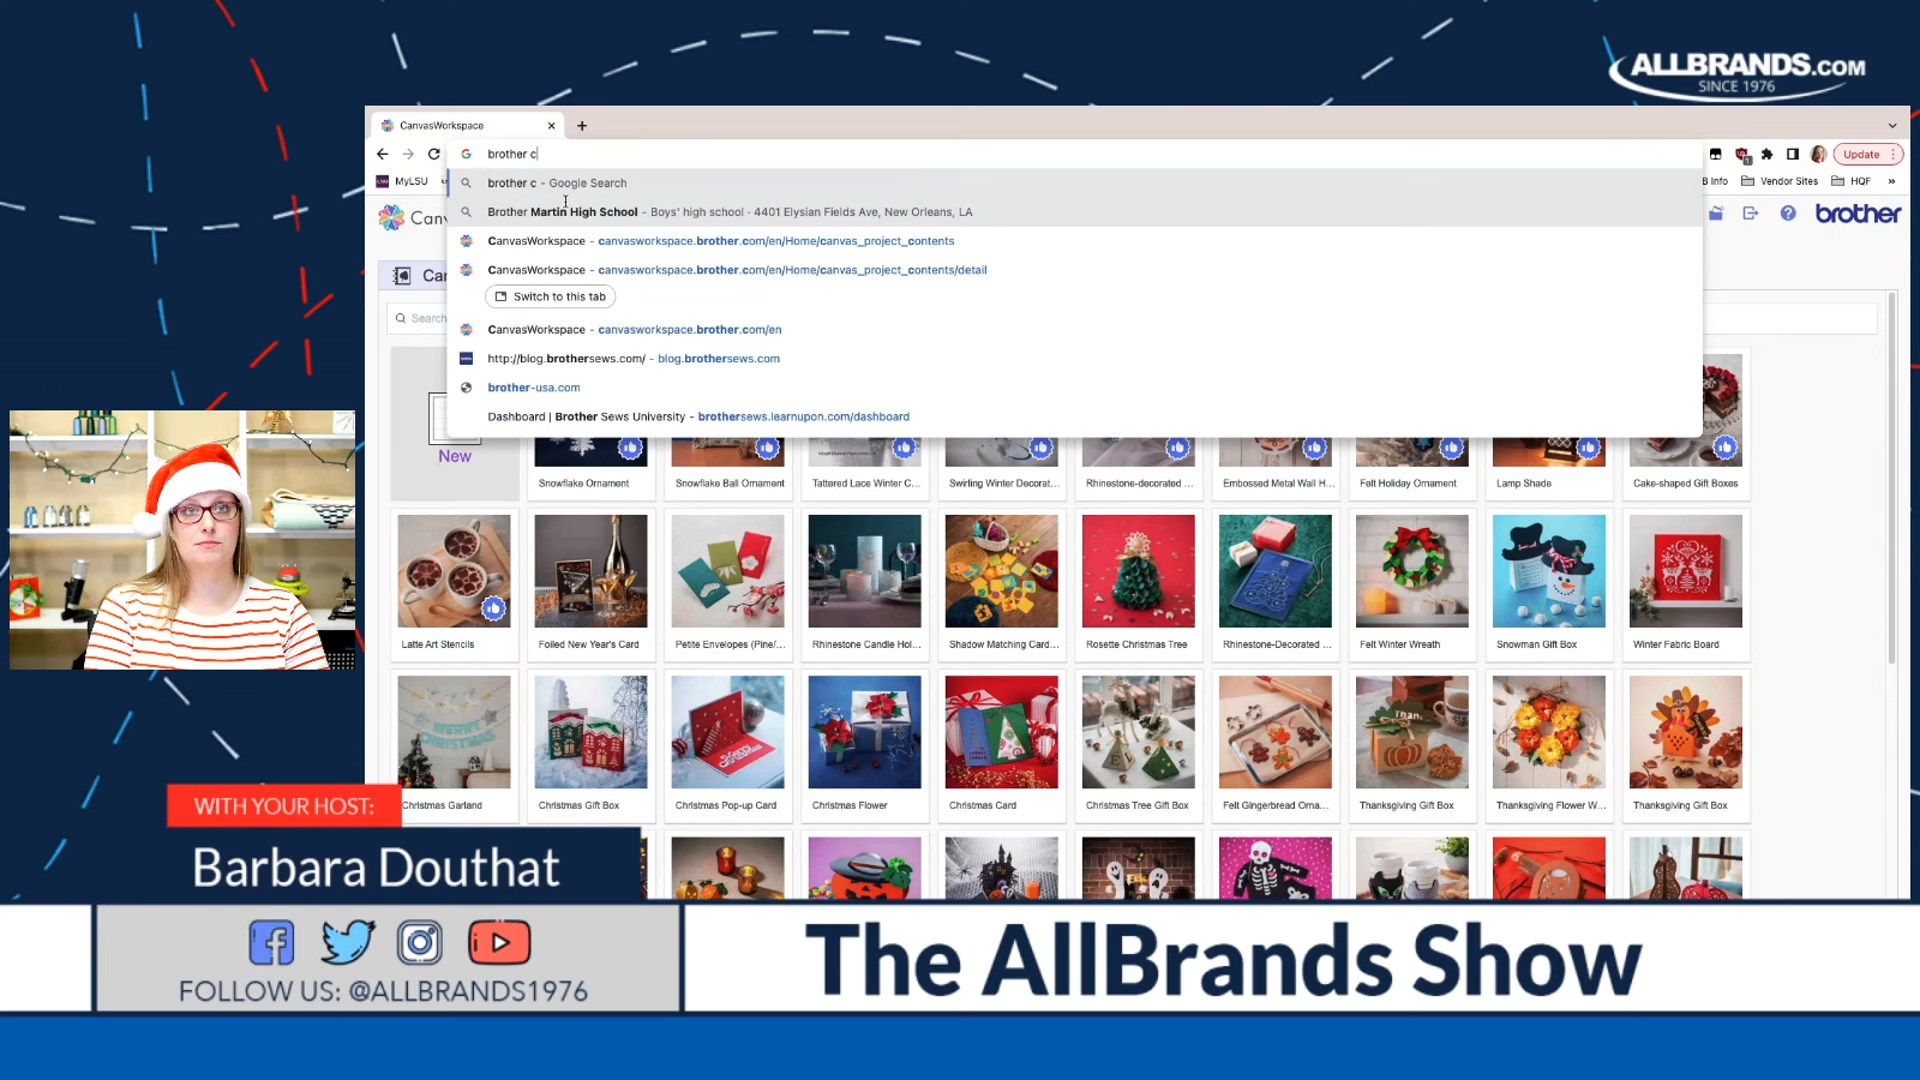 ALLBRANDS.COM
SINCE 1976
CanvasWorkspace
brother c
Update
MyLSU
B Info
Vendor Sites
HQF
»
brother c - Google Search
Brother Martin High School - Boys' high school · 4401 Elysian Fields Ave, New Orleans, LA
CanvasWorkspace - canvasworkspace.brother.com/en/Home/canvas_project_contents
CanvasWorkspace - canvasworkspace.brother.com/en/Home/canvas_project_contents/detail
Switch to this tab
CanvasWorkspace - canvasworkspace.brother.com/en
http://blog.brothersews.com/ - blog.brothersews.com
brother-usa.com
Dashboard | Brother Sews University - brothersews.learnupon.com/dashboard
Canv
brother
Can
Search
New
Snowflake Ornament
Snowflake Ball Ornament
Tattered Lace Winter C...
Swirling Winter Decorat...
Rhinestone-decorated ...
Embossed Metal Wall H...
Felt Holiday Ornament
Lamp Shade
Cake-shaped Gift Boxes
Latte Art Stencils
Foiled New Year's Card
Petite Envelopes (Pine/...
Rhinestone Candle Hol...
Shadow Matching Card...
Rosette Christmas Tree
Rhinestone-Decorated ...
Felt Winter Wreath
Snowman Gift Box
Winter Fabric Board
Christmas Garland
Christmas Gift Box
Christmas Pop-up Card
Christmas Flower
Christmas Card
Christmas Tree Gift Box
Felt Gingerbread Orna...
Thanksgiving Gift Box
Thanksgiving Flower W...
Thanksgiving Gift Box
WITH YOUR HOST:
Barbara Douthat
FOLLOW US: @ALLBRANDS1976
The AllBrands Show